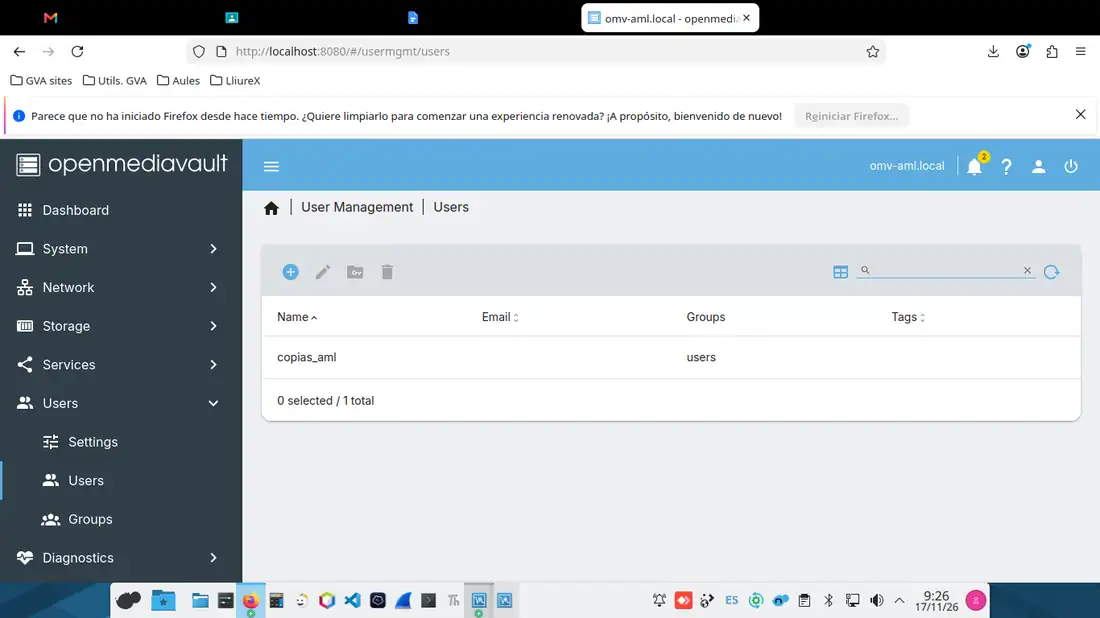 omv-aml.local - openmedia
http://localhost:8080/#/usermgmt/users
GVA sites Utils. GVA Aules LliureX
Parece que no ha iniciado Firefox desde hace tiempo. ¿Quiere limpiarlo para comenzar una experiencia renovada? ¡A propósito, bienvenido de nuevo! Reiniciar Firefox...
openmediavault
omv-aml.local 2
Dashboard
System
Network
Storage
Services
Users
Settings
Users
Groups
Diagnostics
User Management Users
Name Email Groups Tags
copias_aml users
0 selected / 1 total
Th ES 9:26
17/11/26